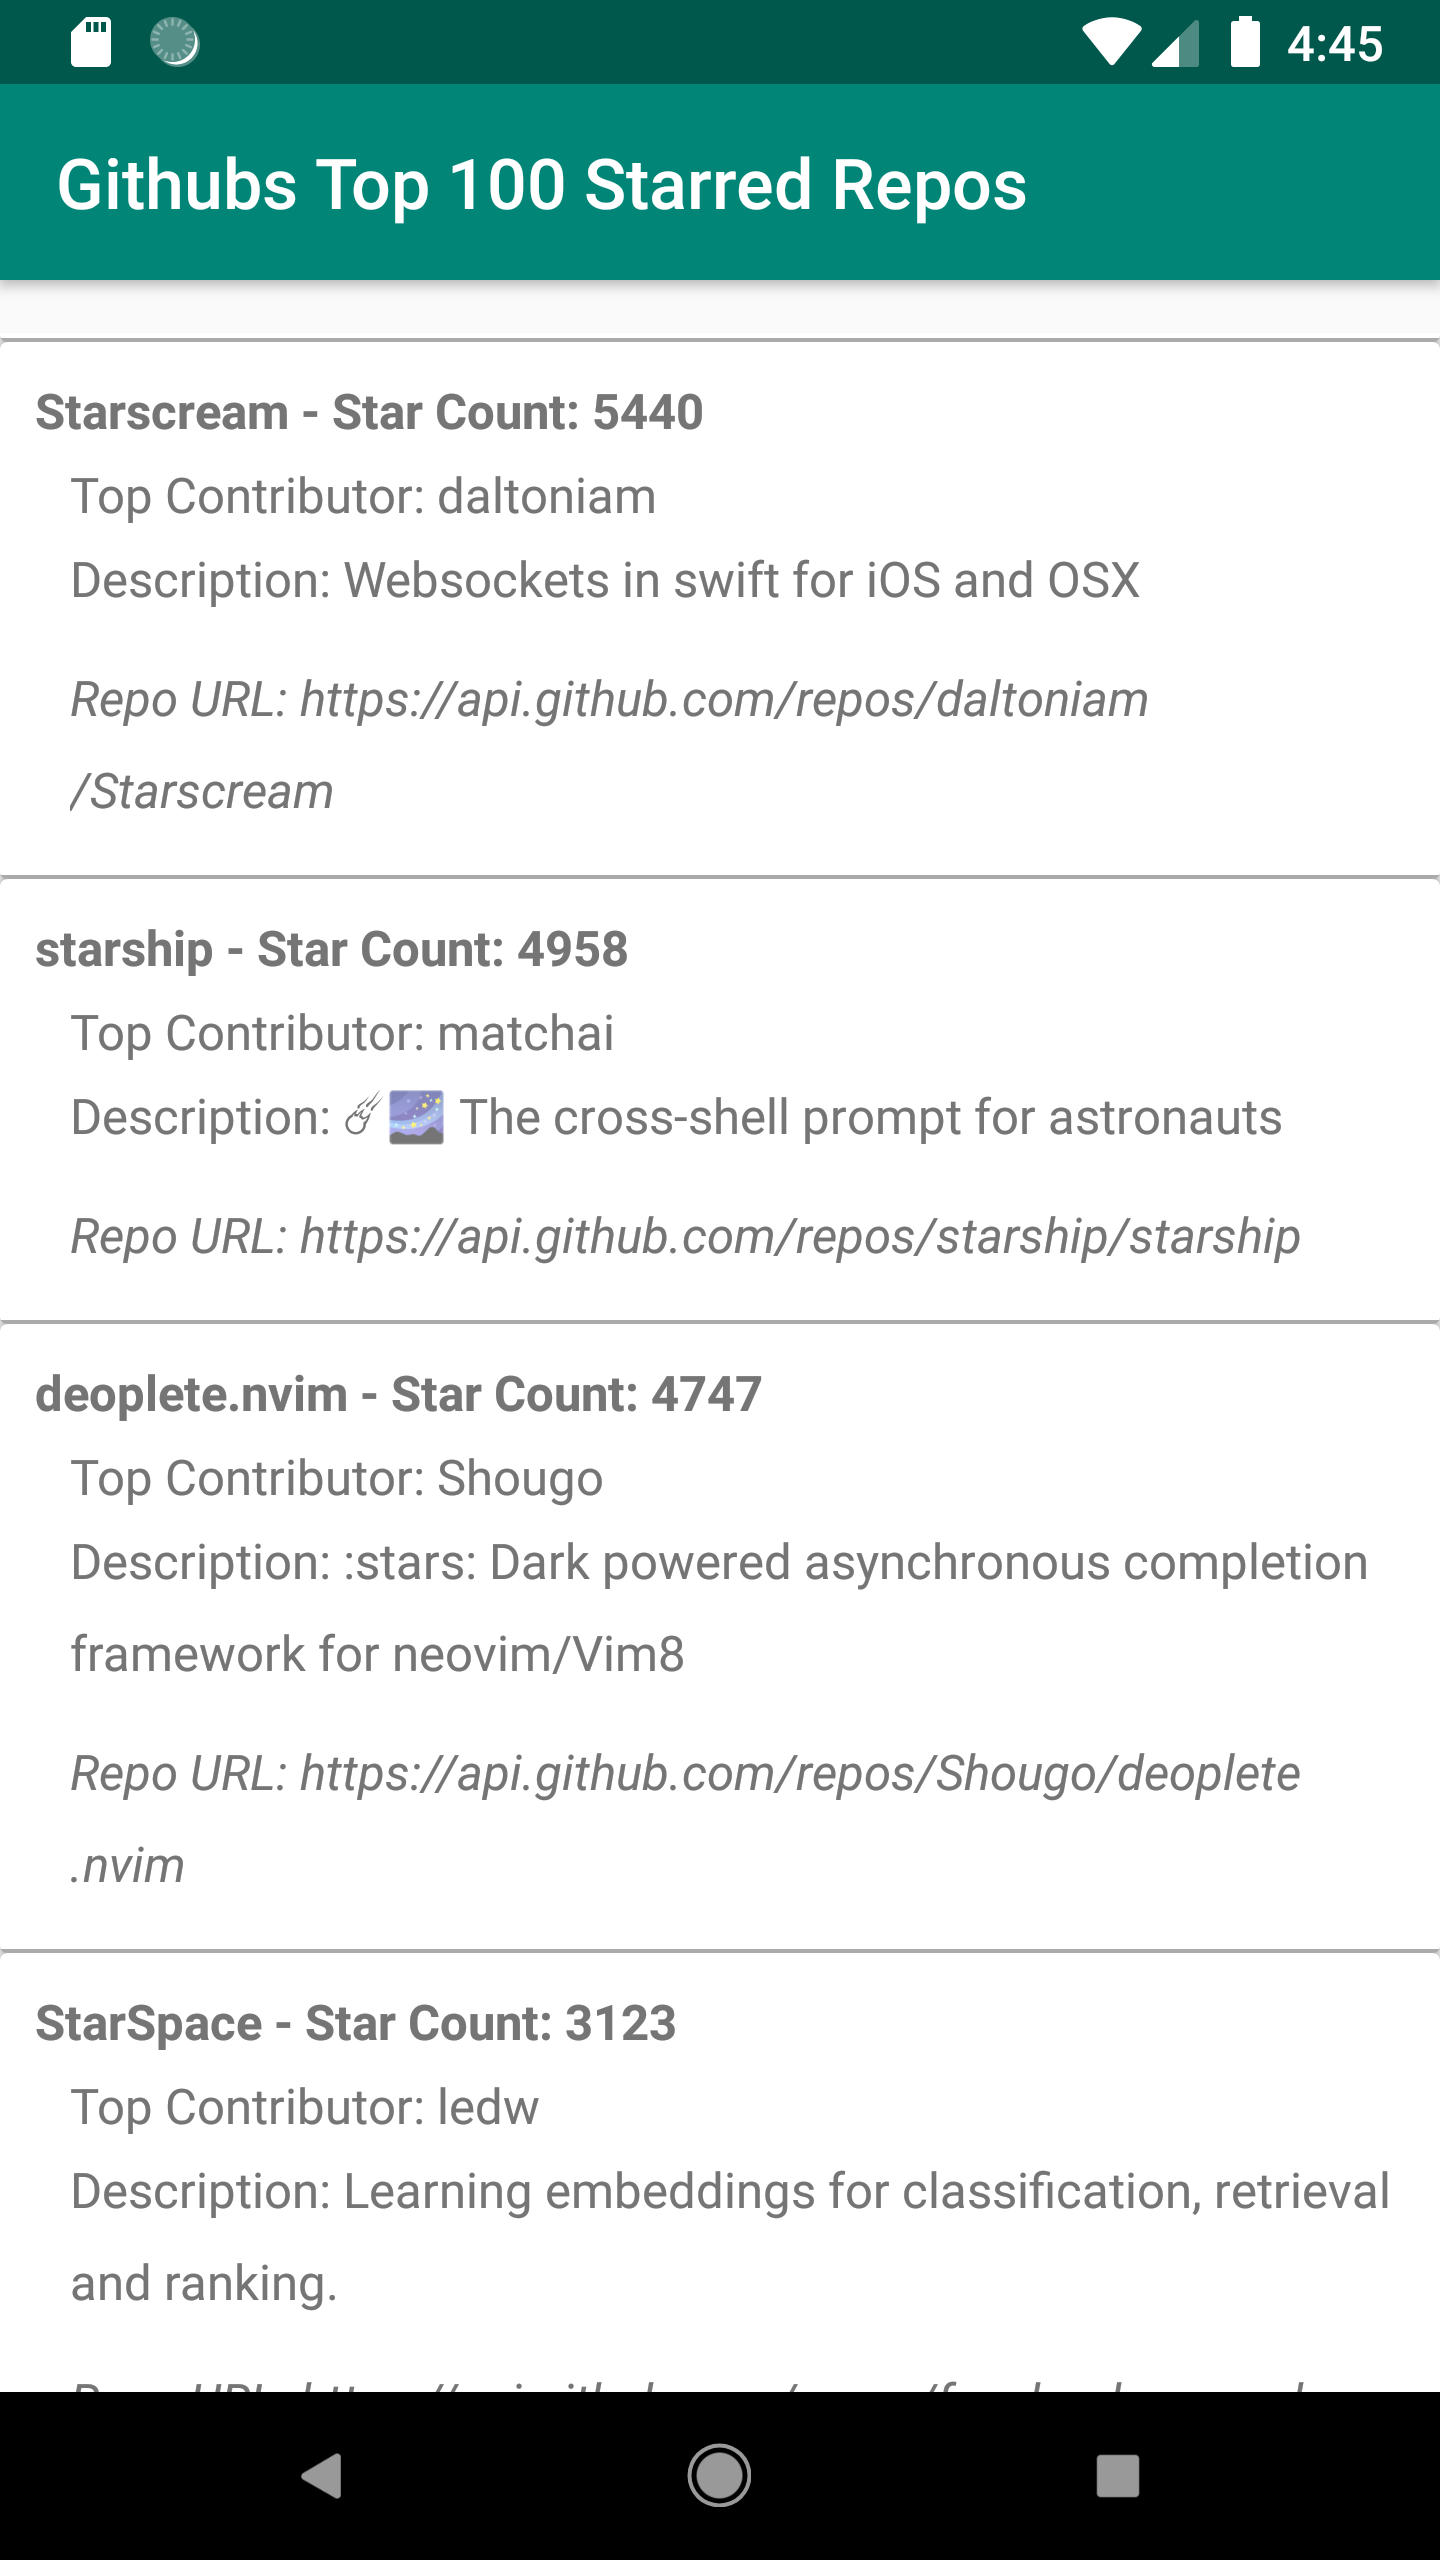 4:45
Githubs Top 100 Starred Repos
Starscream - Star Count: 5440
Top Contributor: daltoniam
Description: Websockets in swift for iOS and OSX
Repo URL: https://api.github.com/repos/daltoniam
/Starscream
starship - Star Count: 4958
Top Contributor: matchai
Description: ☄🌌 The cross-shell prompt for astronauts
Repo URL: https://api.github.com/repos/starship/starship
deoplete.nvim - Star Count: 4747
Top Contributor: Shougo
Description: :stars: Dark powered asynchronous completion
framework for neovim/Vim8
Repo URL: https://api.github.com/repos/Shougo/deoplete
.nvim
StarSpace - Star Count: 3123
Top Contributor: ledw
Description: Learning embeddings for classification, retrieval
and ranking.